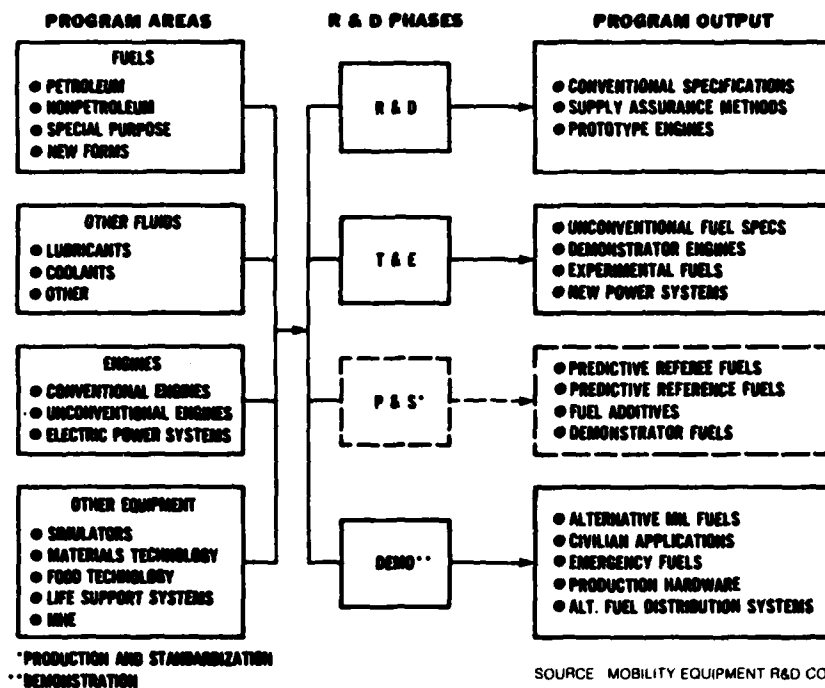 PROGRAM AREAS
R & D PHASES
PROGRAM OUTPUT
FUELS
● PETROLEUM
● NONPETROLEUM
● SPECIAL PURPOSE
● NEW FORMS
R & D
● CONVENTIONAL SPECIFICATIONS
● SUPPLY ASSURANCE METHODS
● PROTOTYPE ENGINES
OTHER FLUIDS
● LUBRICANTS
● COOLANTS
● OTHER
T & E
● UNCONVENTIONAL FUEL SPECS
● DEMONSTRATOR ENGINES
● EXPERIMENTAL FUELS
● NEW POWER SYSTEMS
ENGINES
● CONVENTIONAL ENGINES
● UNCONVENTIONAL ENGINES
● ELECTRIC POWER SYSTEMS
P & S*
● PREDICTIVE REFEREE FUELS
● PREDICTIVE REFERENCE FUELS
● FUEL ADDITIVES
● DEMONSTRATOR FUELS
OTHER EQUIPMENT
● SIMULATORS
● MATERIALS TECHNOLOGY
● FOOD TECHNOLOGY
● LIFE SUPPORT SYSTEMS
● MHE
DEMO**
● ALTERNATIVE MIL FUELS
● CIVILIAN APPLICATIONS
● EMERGENCY FUELS
● PRODUCTION HARDWARE
● ALT. FUEL DISTRIBUTION SYSTEMS
*PRODUCTION AND STANDARDIZATION
**DEMONSTRATION
SOURCE MOBILITY EQUIPMENT R&D CO